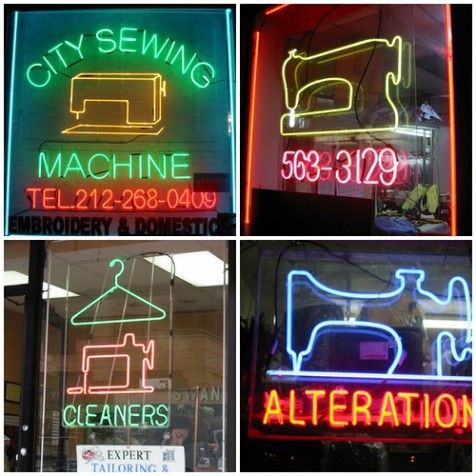 CITY SEWING
MACHINE
TEL.212-268-0409
EMBROIDERY & DOMESTIC
563-3129
CLEANERS
EXPERT
TAILORING &
ALTERATION